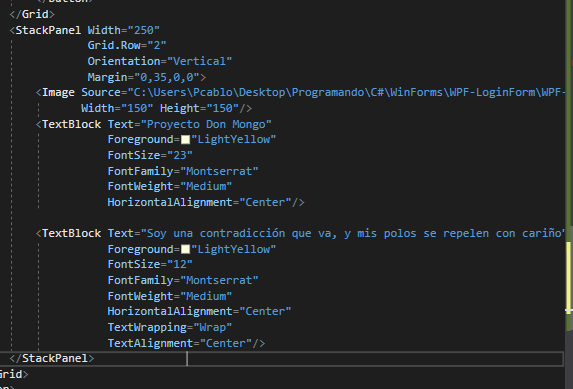 </Button>
</Grid>
<StackPanel Width="250"
Grid.Row="2"
Orientation="Vertical"
Margin="0,35,0,0">
<Image Source="C:\Users\Pcablo\Desktop\Programando\C#\WinForms\WPF-LoginForm\WPF-
Width="150" Height="150"/>
<TextBlock Text="Proyecto Don Mongo"
Foreground="LightYellow"
FontSize="23"
FontFamily="Montserrat"
FontWeight="Medium"
HorizontalAlignment="Center"/>
<TextBlock Text="Soy una contradicción que va, y mis polos se repelen con cariño"
Foreground="LightYellow"
FontSize="12"
FontFamily="Montserrat"
FontWeight="Medium"
HorizontalAlignment="Center"
TextWrapping="Wrap"
TextAlignment="Center"/>
</StackPanel>
Grid>